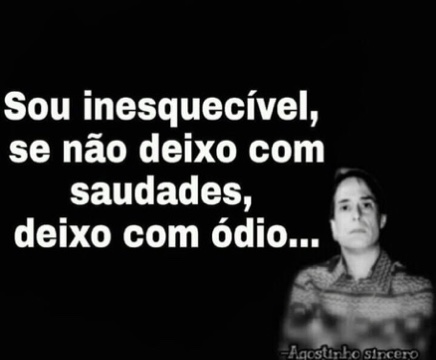 Sou inesquecível,
se não deixo com
saudades,
deixo com ódio...
-Agostinho sincero